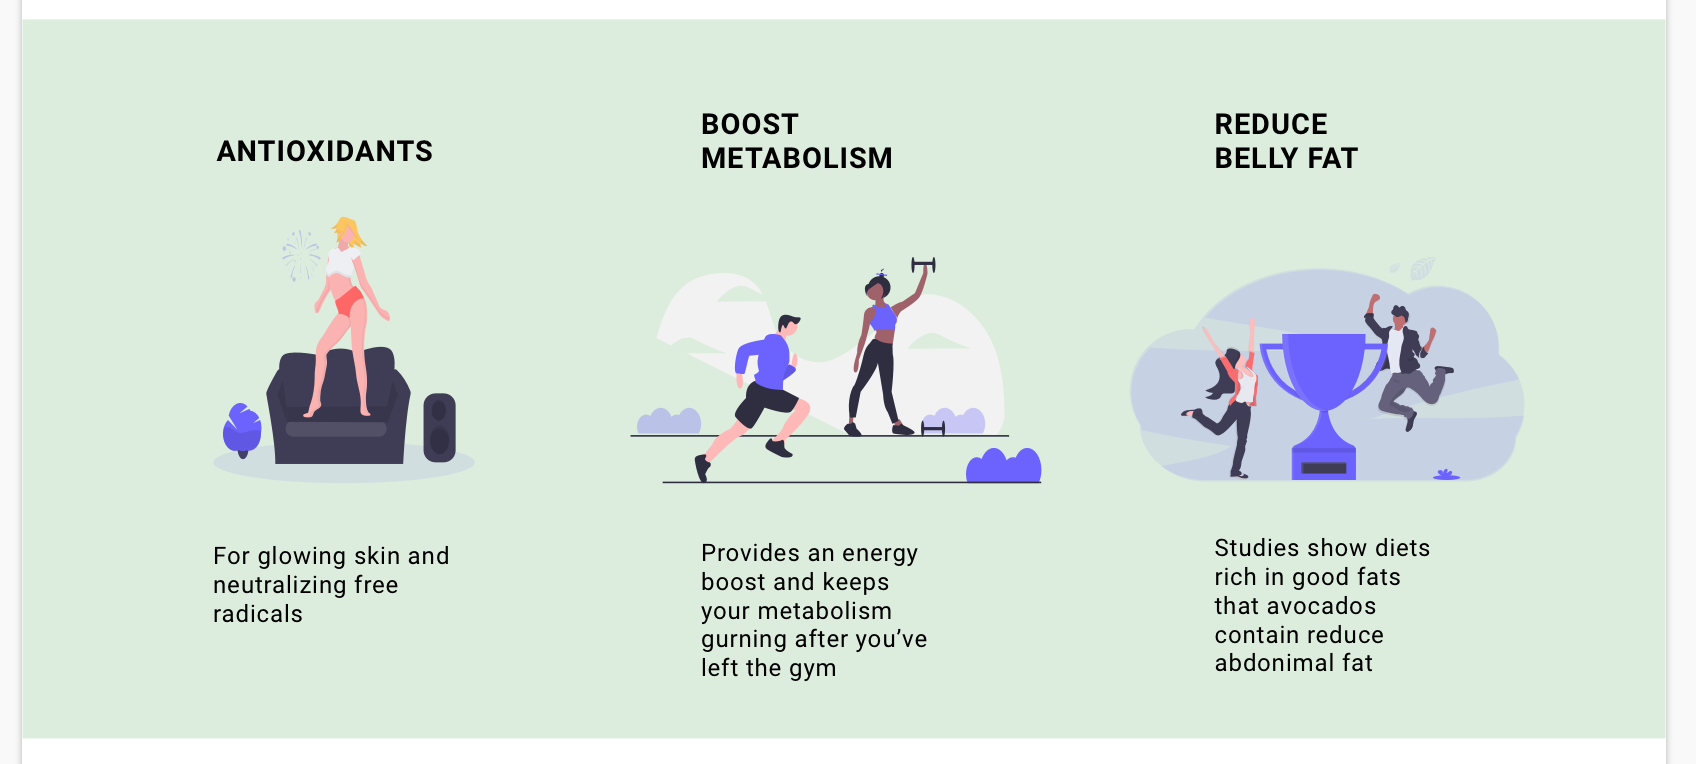 ANTIOXIDANTS
For glowing skin and
neutralizing free
radicals
BOOST
METABOLISM
Provides an energy
boost and keeps
your metabolism
gurning after you’ve
left the gym
REDUCE
BELLY FAT
Studies show diets
rich in good fats
that avocados
contain reduce
abdonimal fat